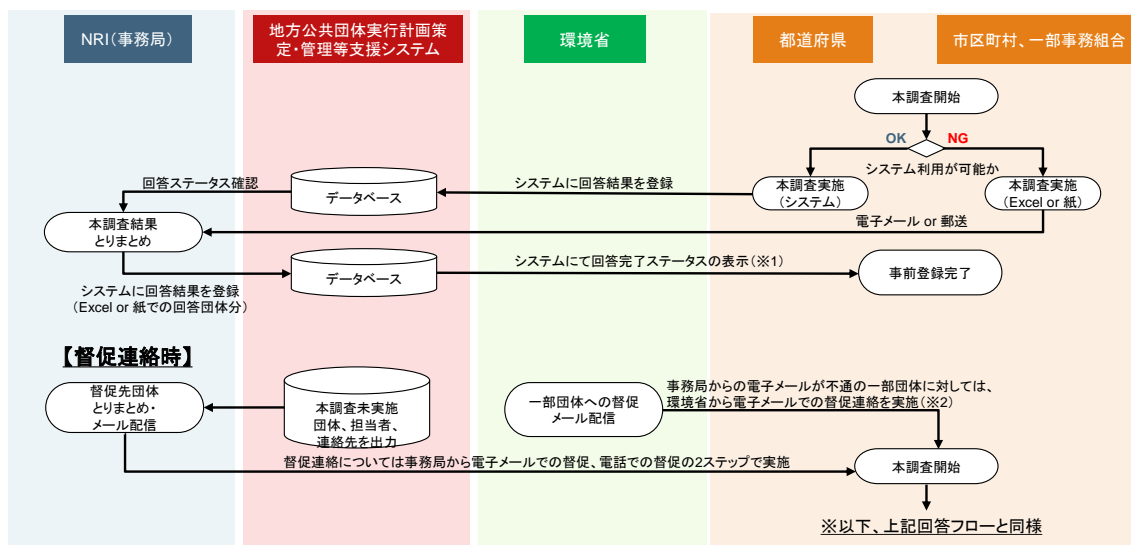 NRI(事務局)
地方公共団体実行計画策
定・管理等支援システム
環境省
都道府県
市区町村、一部事務組合
本調査開始
OK
NG
システム利用が可能か
回答ステータス確認
データベース
システムに回答結果を登録
本調査実施
(システム)
本調査実施
(Excel or 紙)
本調査結果
とりまとめ
電子メール or 郵送
システムに回答結果を登録
(Excel or 紙での回答団体分)
データベース
システムにて回答完了ステータスの表示(※1)
事前登録完了
【督促連絡時】
督促先団体
とりまとめ・
メール配信
本調査未実施
団体、担当者、
連絡先を出力
一部団体への督促
メール配信
事務局からの電子メールが不通の一部団体に対しては、
環境省から電子メールでの督促連絡を実施(※2)
督促連絡については事務局から電子メールでの督促、電話での督促の2ステップで実施
本調査開始
※以下、上記回答フローと同様